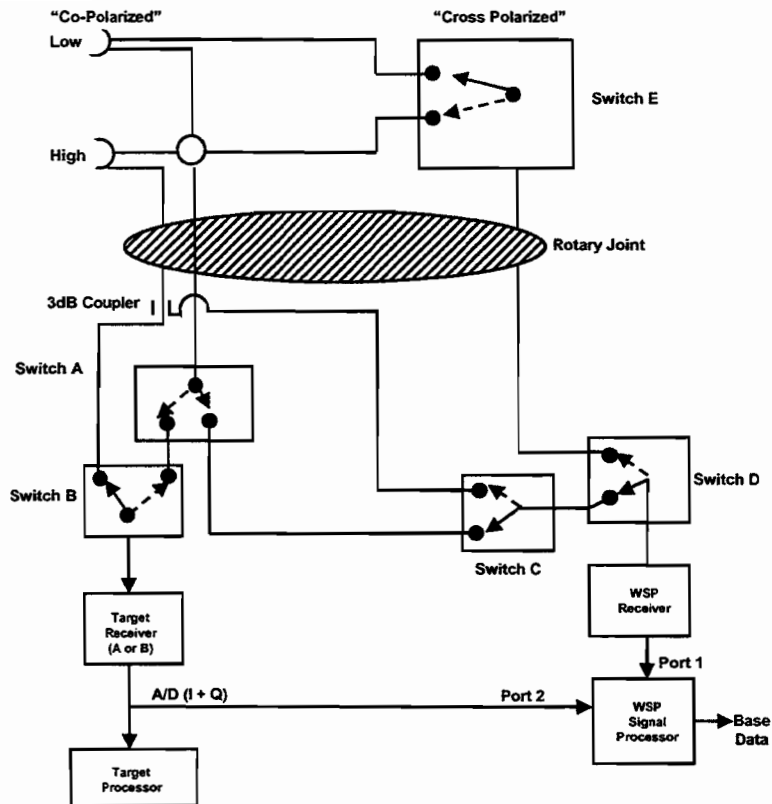 “Co-Polarized”
“Cross Polarized”
Low
Switch E
High
Rotary Joint
3dB Coupler
Switch A
Switch B
Switch D
Switch C
Target
Receiver
(A or B)
WSP
Receiver
Port 1
A/D (I + Q)
Port 2
WSP
Signal
Processor
Base
Data
Target
Processor